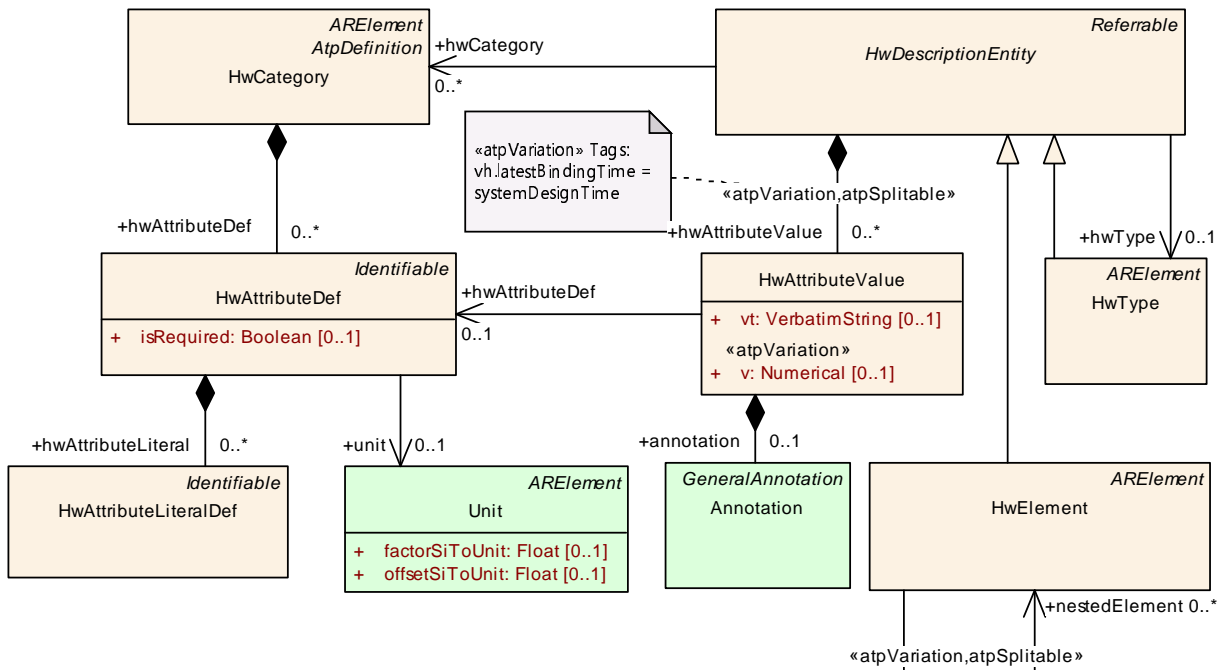 ARElement
AtpDefinition
HwCategory
+hwCategory
0..*
Referrable
HwDescriptionEntity
«atpVariation» Tags:
vh.latestBindingTime =
systemDesignTime
«atpVariation,atpSplitable»
+hwAttributeDef
0..*
+hwAttributeValue
0..*
+hwType
0..1
Identifiable
HwAttributeDef
+ isRequired: Boolean [0..1]
+hwAttributeDef
0..1
HwAttributeValue
+ vt: VerbatimString [0..1]
«atpVariation»
+ v: Numerical [0..1]
ARElement
HwType
+hwAttributeLiteral
0..*
+unit
0..1
+annotation
0..1
Identifiable
HwAttributeLiteralDef
ARElement
Unit
+ factorSiToUnit: Float [0..1]
+ offsetSiToUnit: Float [0..1]
GeneralAnnotation
Annotation
ARElement
HwElement
+nestedElement 0..*
«atpVariation,atpSplitable»